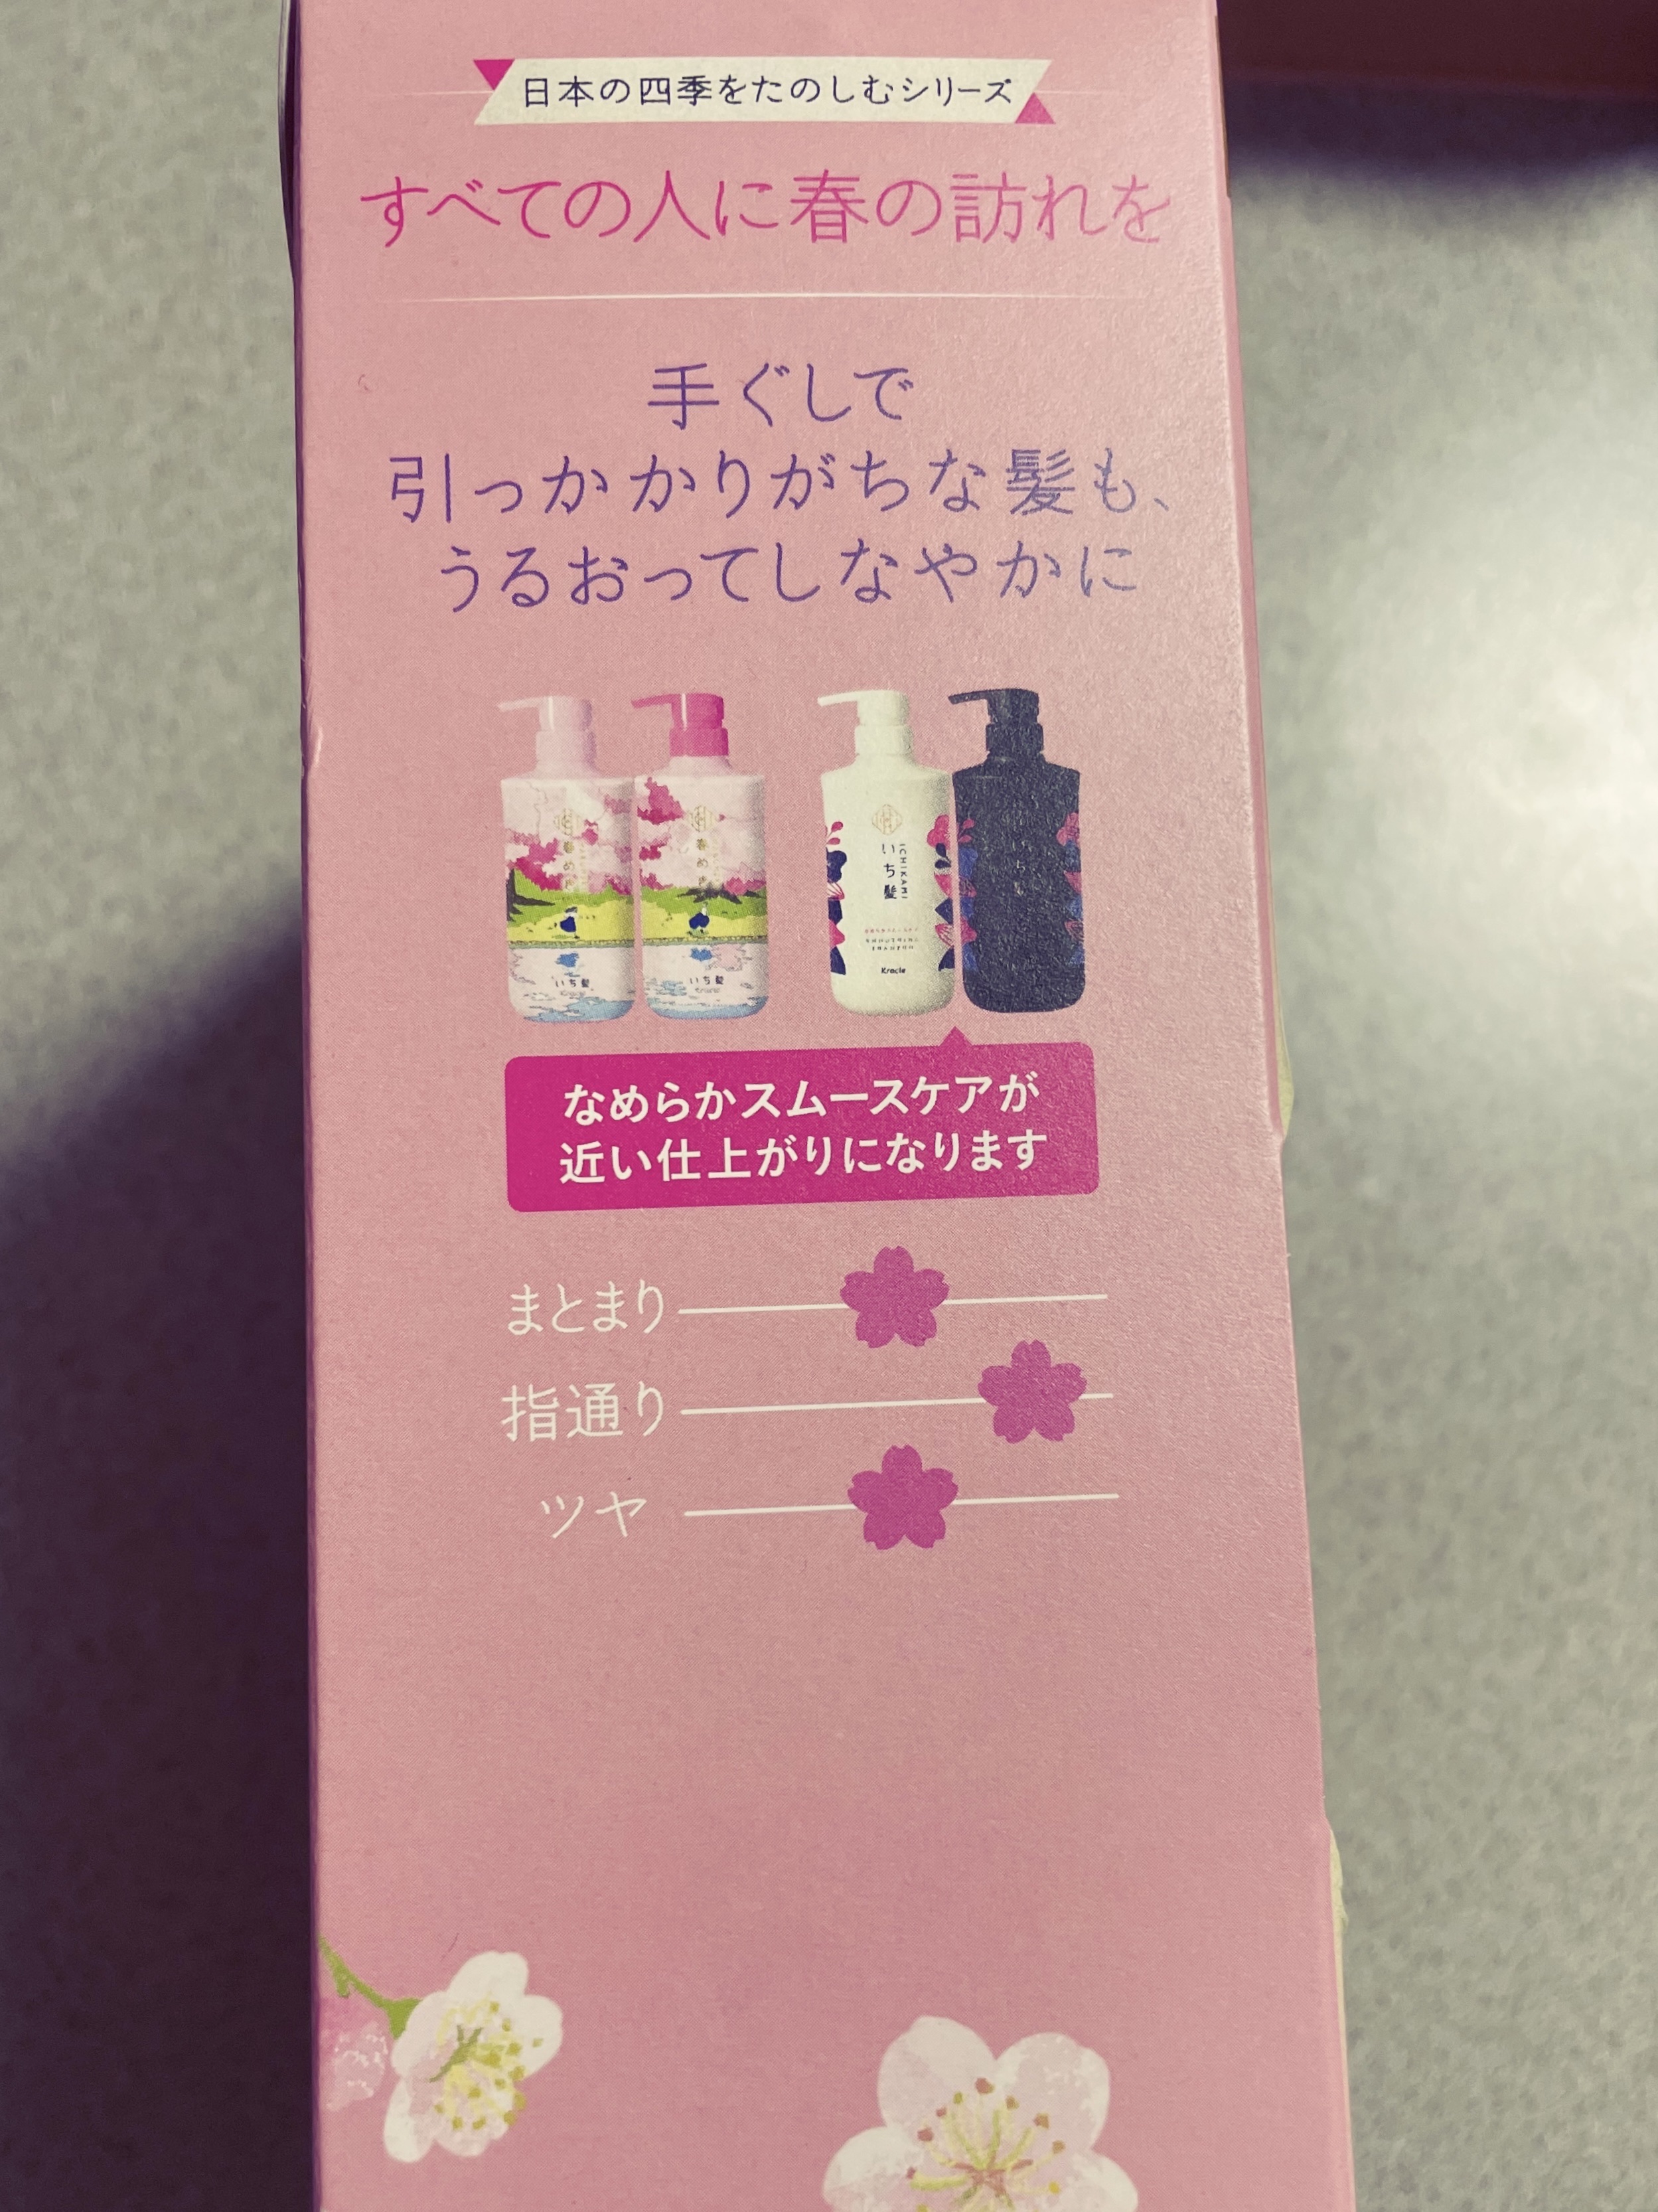 日本の四季をたのしむシリーズ
すべての人に春の訪れを
手ぐしで
引っかかりがちな髪も、
うるおってしなやかに
いち髪
いち髪
ICHIKAMI
いち髪
Kracie
なめらかスムースケアが
近い仕上がりになります
まとまり
指通り
ツヤ